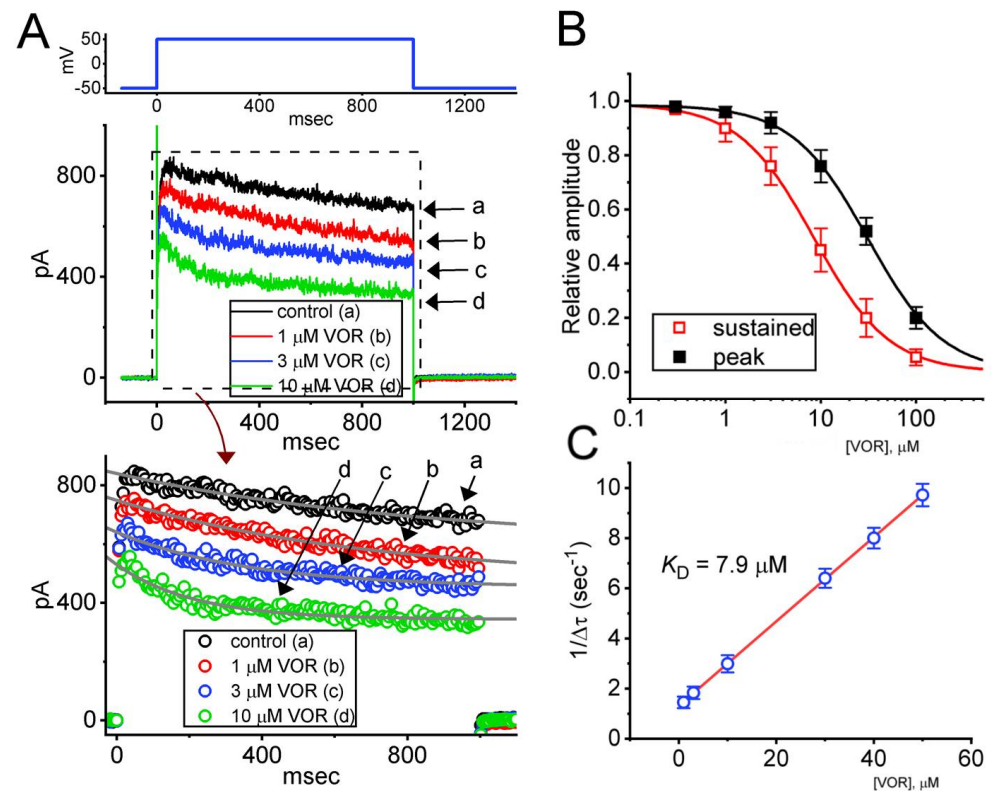 A
50
mV
-50
0
400
800
1200
msec
800
pA
400
0
a
b
c
d
control (a)
1 μM VOR (b)
3 μM VOR (c)
10 μM VOR (d)
0
400
800
1200
msec
800
pA
400
0
d
c
b
a
control (a)
1 μM VOR (b)
3 μM VOR (c)
10 μM VOR (d)
0
400
800
msec
B
Relative amplitude
1.0
0.8
0.6
0.4
0.2
0.0
sustained
peak
0.1
1
10
100
[VOR], μM
C
1/Δτ (sec⁻¹)
10
8
6
4
2
0
K_D = 7.9 μM
0
20
40
60
[VOR], μM